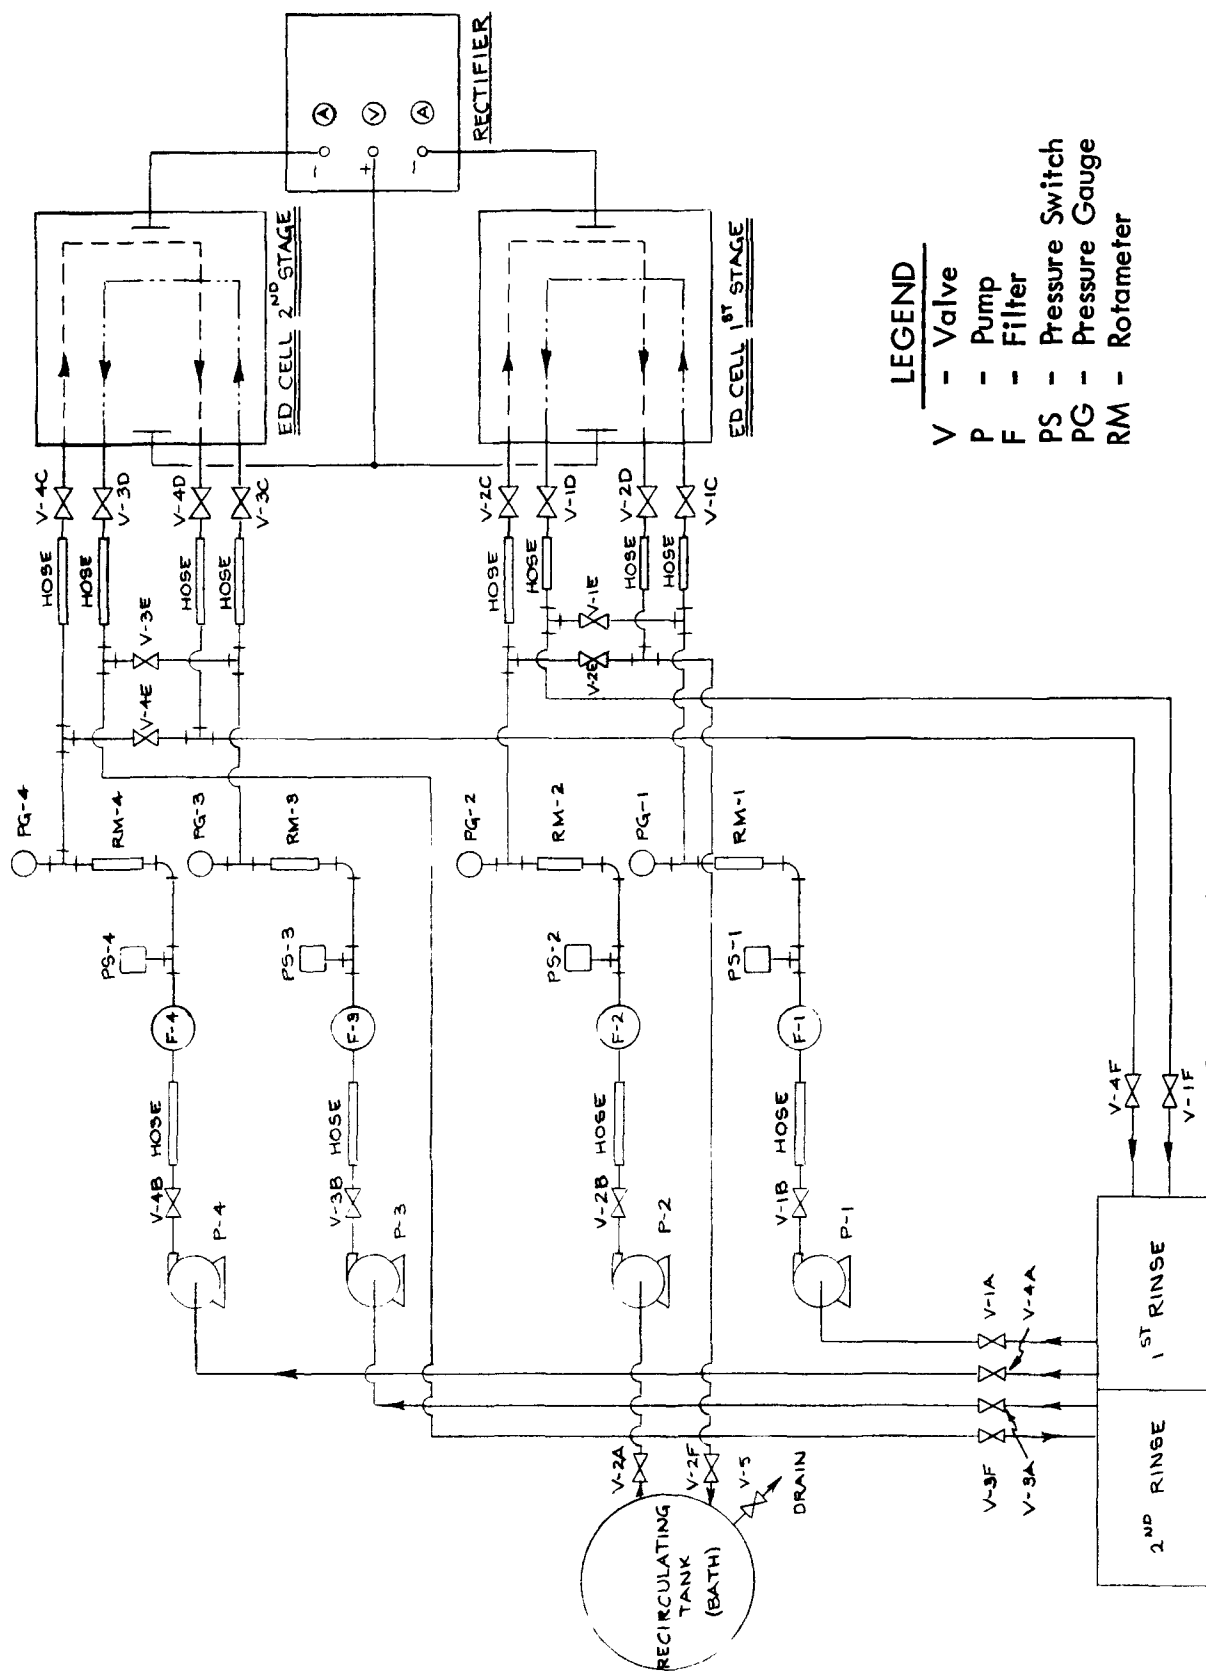 RECTIFIER
A
V
A
−
+
−
ED CELL 2ND STAGE
ED CELL 1ST STAGE
V-4C
V-3D
V-4D
V-3C
V-2C
V-1D
V-2D
V-1C
HOSE
HOSE
HOSE
HOSE
HOSE
HOSE
HOSE
HOSE
V-3E
V-4E
V-1E
V-2E
PG-4
RM-4
PG-3
RM-3
PG-2
RM-2
PG-1
RM-1
PS-4
PS-3
PS-2
PS-1
F-4
F-3
F-2
F-1
V-4B HOSE
V-3B HOSE
V-2B HOSE
V-1B HOSE
P-4
P-3
P-2
P-1
V-4F
V-1F
V-1A
V-4A
V-3F
V-3A
V-2A
V-2F
V-5
DRAIN
1ST RINSE
2ND RINSE
RECIRCULATING
TANK
(BATH)
LEGEND
V - Valve
P - Pump
F - Filter
PS - Pressure Switch
PG - Pressure Gauge
RM - Rotameter